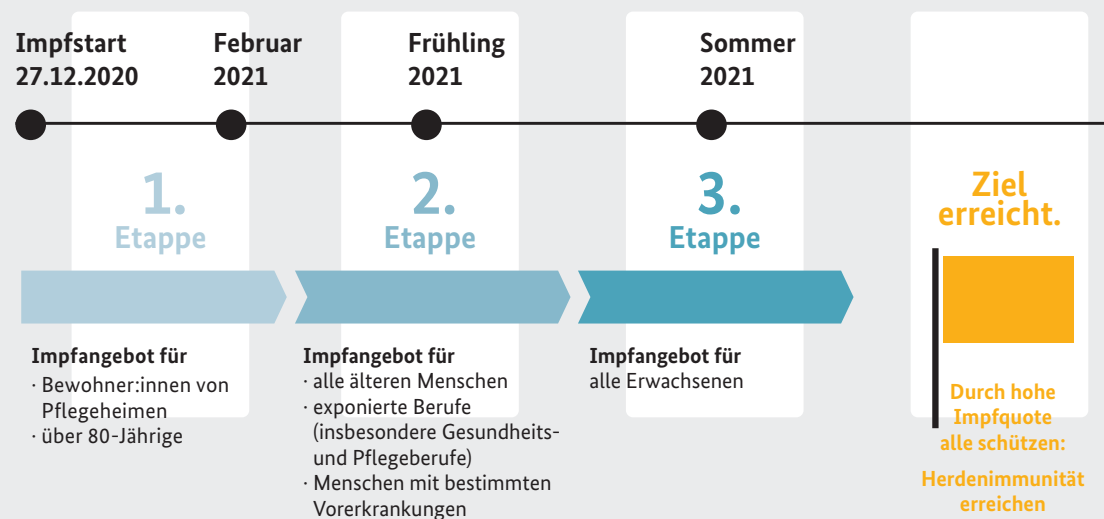 Impfstart
27.12.2020
Februar
2021
Frühling
2021
Sommer
2021
1.
Etappe
2.
Etappe
3.
Etappe
Ziel
erreicht.
Impfangebot für
· Bewohner:innen von
Pflegeheimen
· über 80-Jährige
Impfangebot für
· alle älteren Menschen
· exponierte Berufe
(insbesondere Gesundheits-
und Pflegeberufe)
· Menschen mit bestimmten
Vorerkrankungen
Impfangebot für
alle Erwachsenen
Durch hohe
Impfquote
alle schützen:
Herdenimmunität
erreichen